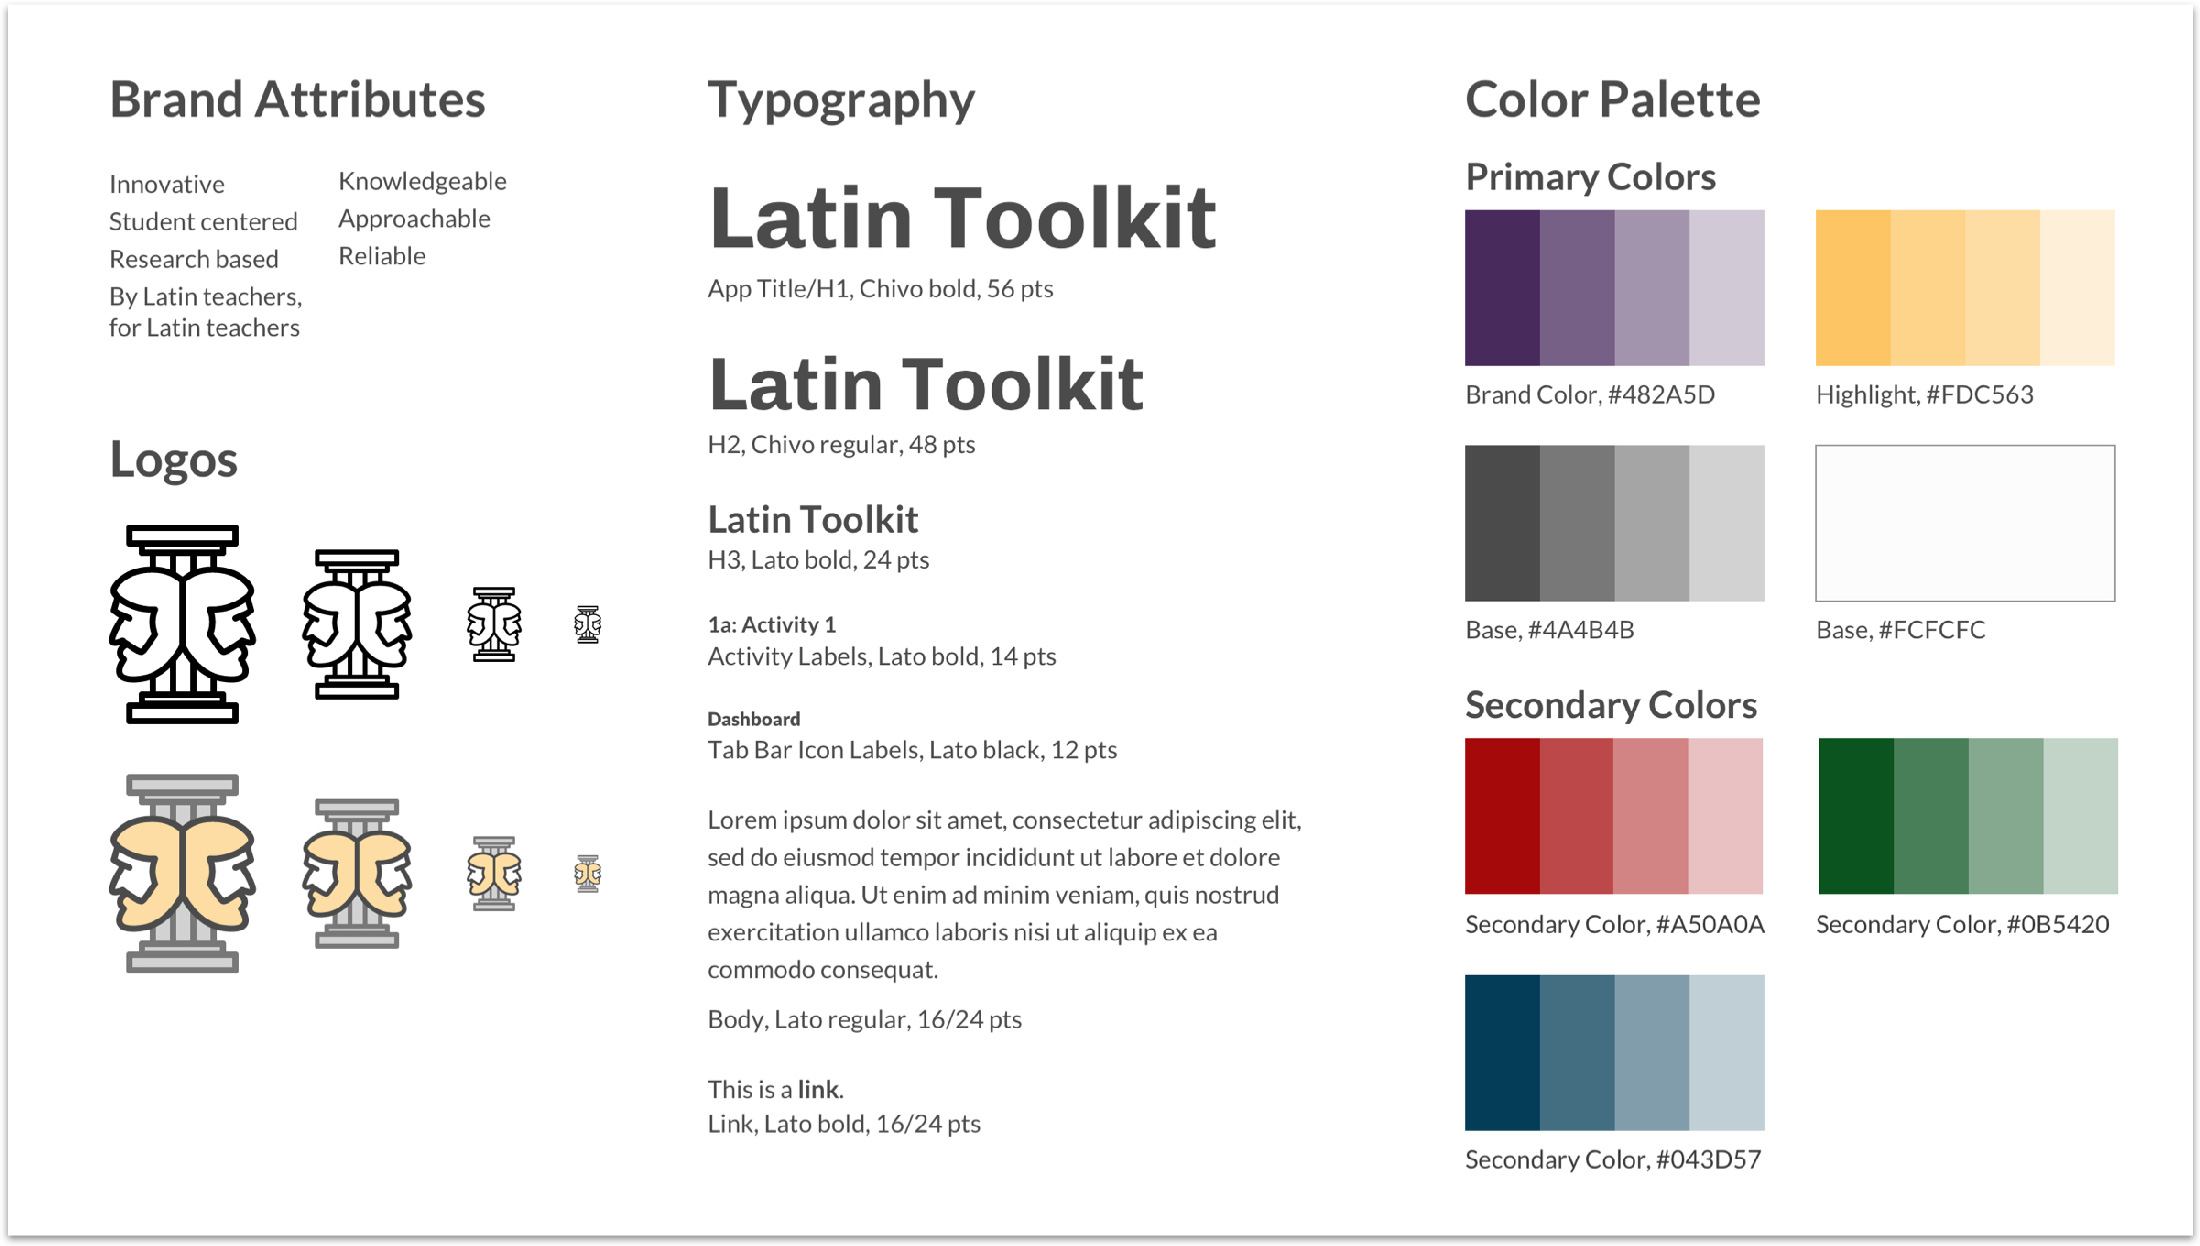 Brand Attributes
Innovative
Student centered
Research based
By Latin teachers,
for Latin teachers
Knowledgeable
Approachable
Reliable
Logos
Typography
Latin Toolkit
App Title/H1, Chivo bold, 56 pts
Latin Toolkit
H2, Chivo regular, 48 pts
Latin Toolkit
H3, Lato bold, 24 pts
1a: Activity 1
Activity Labels, Lato bold, 14 pts
Dashboard
Tab Bar Icon Labels, Lato black, 12 pts
Lorem ipsum dolor sit amet, consectetur adipiscing elit,
sed do eiusmod tempor incididunt ut labore et dolore
magna aliqua. Ut enim ad minim veniam, quis nostrud
exercitation ullamco laboris nisi ut aliquip ex ea
commodo consequat.
Body, Lato regular, 16/24 pts
This is a link.
Link, Lato bold, 16/24 pts
Color Palette
Primary Colors
Brand Color, #482A5D
Highlight, #FDC563
Base, #4A4B4B
Base, #FCFCFC
Secondary Colors
Secondary Color, #A50A0A
Secondary Color, #0B5420
Secondary Color, #043D57